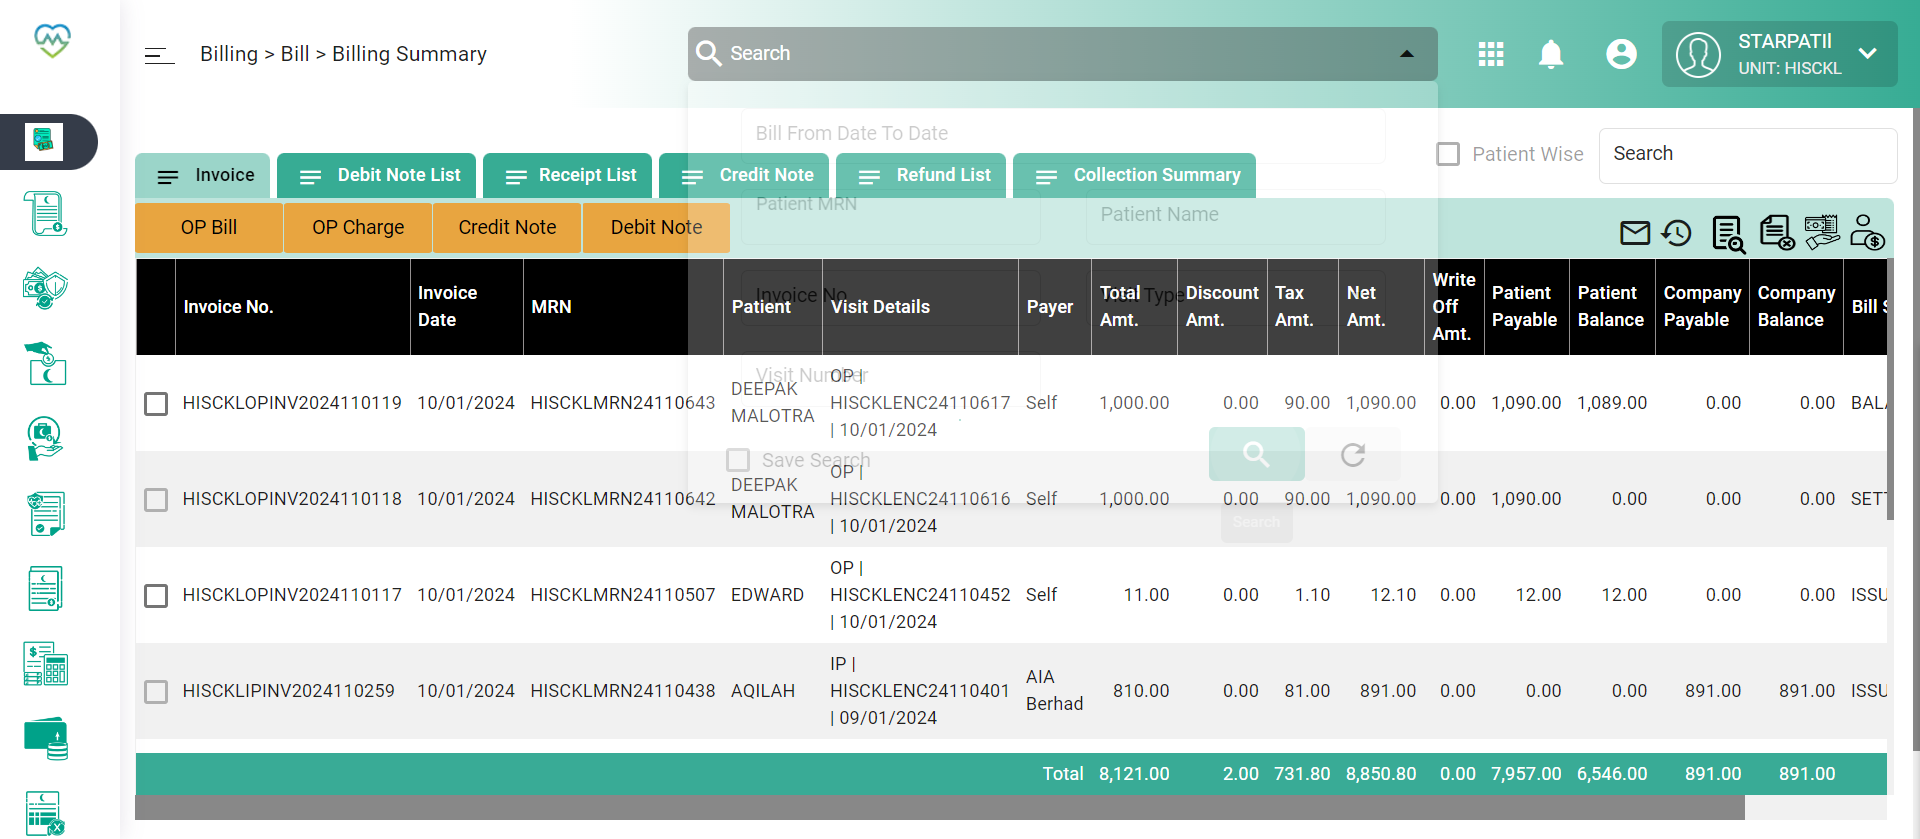 Billing > Bill > Billing Summary
Search
STARPATII
UNIT: HISCKL
Bill From Date To Date
Patient Wise
Search
Invoice
Debit Note List
Receipt List
Credit Note
Refund List
Collection Summary
Patient MRN
Patient Name
OP Bill
OP Charge
Credit Note
Debit Note
Invoice No.
Invoice Date
MRN
Patient
Visit Details
Payer
Total Amt.
Discount Amt.
Tax Amt.
Net Amt.
Write Off Amt.
Patient Payable
Patient Balance
Company Payable
Company Balance
Bill S
Invoice No
Visit Type
Visit Number
HISCKLOPINV2024110119 10/01/2024 HISCKLMRN24110643 DEEPAK MALOTRA OP | HISCKLENC24110617 | 10/01/2024 Self 1,000.00 0.00 90.00 1,090.00 0.00 1,090.00 1,089.00 0.00 0.00 BALA
Save Search
HISCKLOPINV2024110118 10/01/2024 HISCKLMRN24110642 DEEPAK MALOTRA OP | HISCKLENC24110616 | 10/01/2024 Self 1,000.00 0.00 90.00 1,090.00 0.00 1,090.00 0.00 0.00 0.00 SETT
Search
HISCKLOPINV2024110117 10/01/2024 HISCKLMRN24110507 EDWARD OP | HISCKLENC24110452 | 10/01/2024 Self 11.00 0.00 1.10 12.10 0.00 12.00 12.00 0.00 0.00 ISSU
HISCKLIPINV2024110259 10/01/2024 HISCKLMRN24110438 AQILAH IP | HISCKLENC24110401 | 09/01/2024 AIA Berhad 810.00 0.00 81.00 891.00 0.00 0.00 0.00 891.00 891.00 ISSU
Total 8,121.00 2.00 731.80 8,850.80 0.00 7,957.00 6,546.00 891.00 891.00